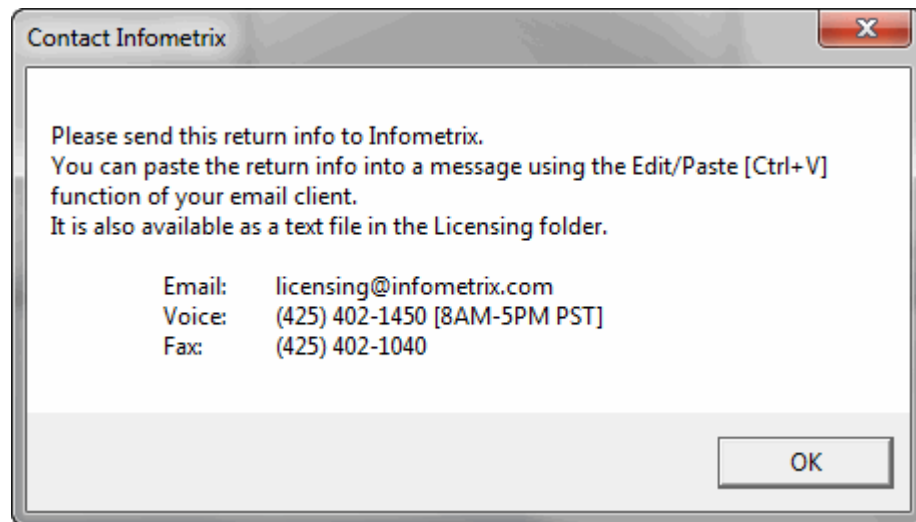 Contact Infometrix
Please send this return info to Infometrix.
You can paste the return info into a message using the Edit/Paste [Ctrl+V]
function of your email client.
It is also available as a text file in the Licensing folder.
Email: licensing@infometrix.com
Voice: (425) 402-1450 [8AM-5PM PST]
Fax: (425) 402-1040
OK